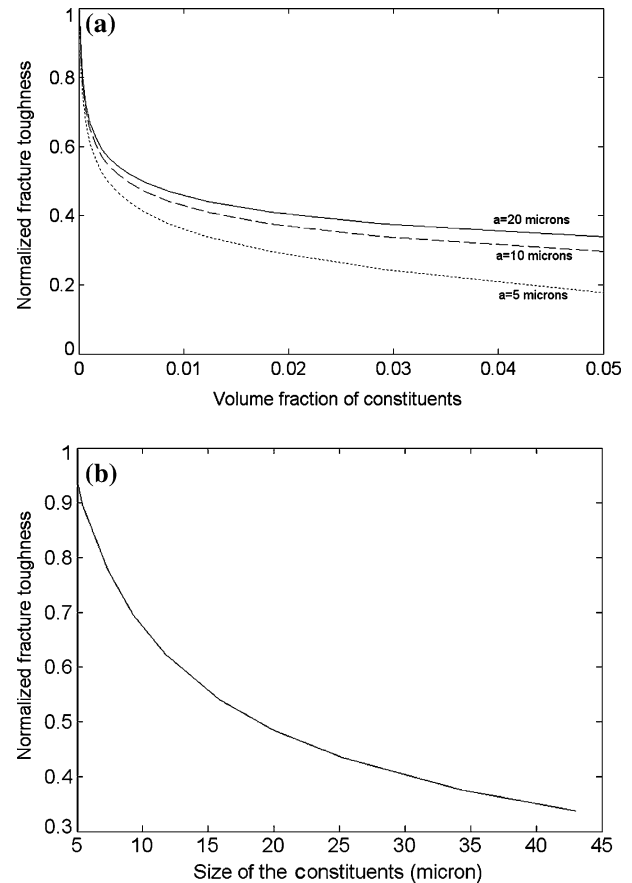 (a)
Normalized fracture toughness
1
0.8
0.6
0.4
0.2
0
a=20 microns
a=10 microns
a=5 microns
0 0.01 0.02 0.03 0.04 0.05
Volume fraction of constituents
(b)
Normalized fracture toughness
1
0.9
0.8
0.7
0.6
0.5
0.4
0.3
5 10 15 20 25 30 35 40 45
Size of the constituents (micron)